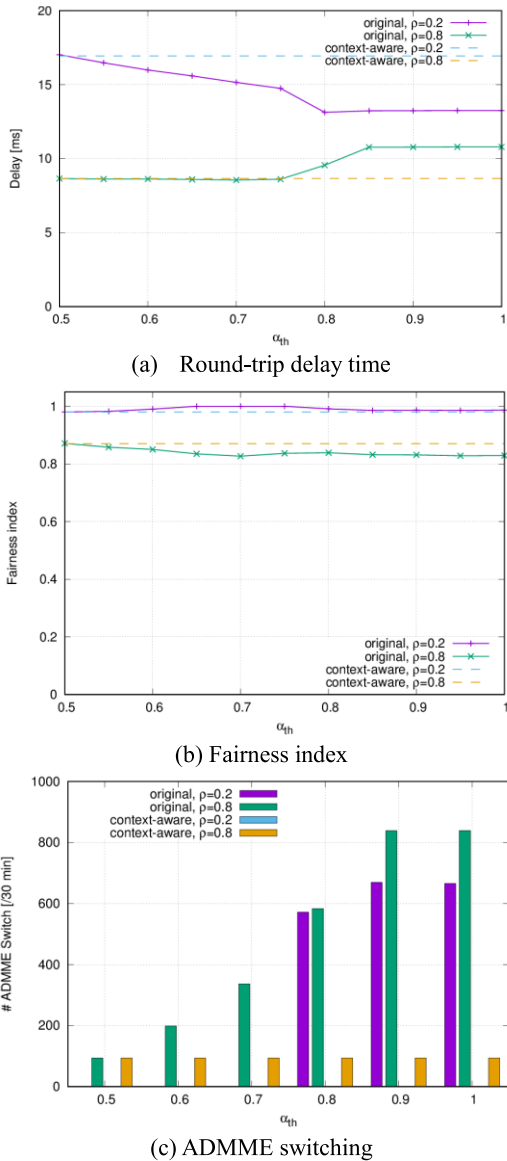 20
15
10
5
0
Delay [ms]
original, ρ=0.2
original, ρ=0.8
context-aware, ρ=0.2
context-aware, ρ=0.8
0.5 0.6 0.7 0.8 0.9 1
αth
(a) Round-trip delay time
1
0.8
0.6
0.4
0.2
0
Fairness index
original, ρ=0.2
original, ρ=0.8
context-aware, ρ=0.2
context-aware, ρ=0.8
0.5 0.6 0.7 0.8 0.9 1
αth
(b) Fairness index
1000
800
600
400
200
0
# ADMME Switch [/30 min]
original, ρ=0.2
original, ρ=0.8
context-aware, ρ=0.2
context-aware, ρ=0.8
0.5 0.6 0.7 0.8 0.9 1
αth
(c) ADMME switching